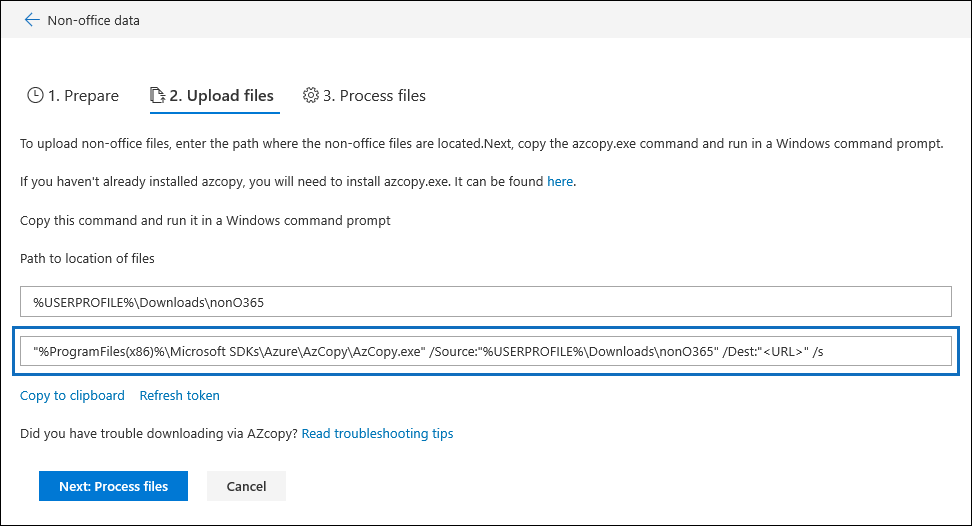 Non-office data
1. Prepare 2. Upload files 3. Process files
To upload non-office files, enter the path where the non-office files are located.Next, copy the azcopy.exe command and run in a Windows command prompt.
If you haven't already installed azcopy, you will need to install azcopy.exe. It can be found here.
Copy this command and run it in a Windows command prompt
Path to location of files
%USERPROFILE%\Downloads\nonO365
"%ProgramFiles(x86)%\Microsoft SDKs\Azure\AzCopy\AzCopy.exe" /Source:"%USERPROFILE%\Downloads\nonO365" /Dest:"<URL>" /s
Copy to clipboard Refresh token
Did you have trouble downloading via AZcopy? Read troubleshooting tips
Next: Process files Cancel